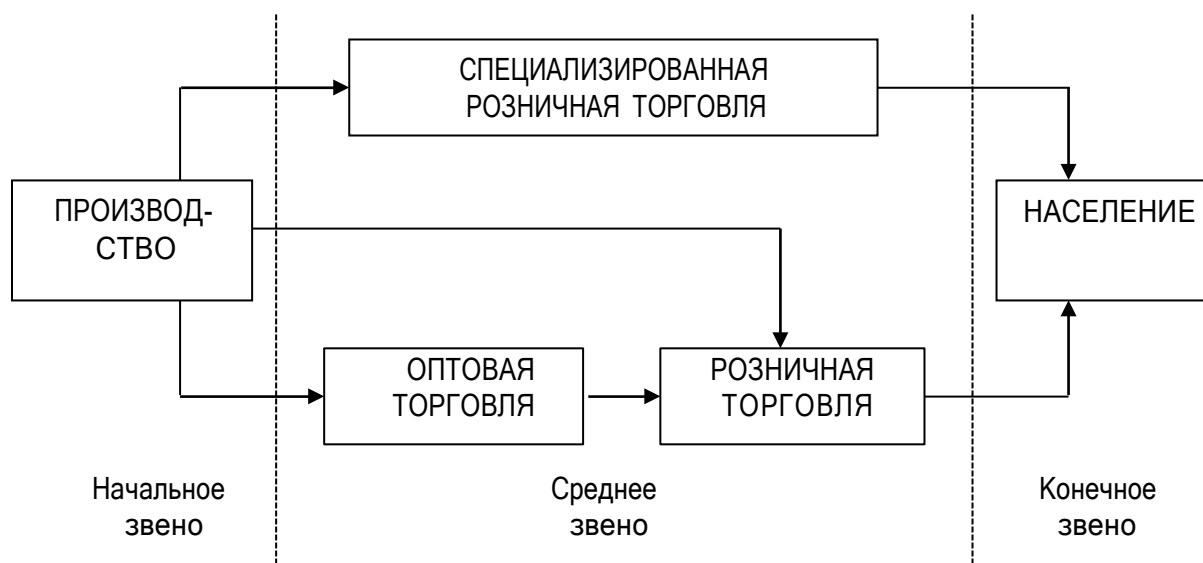 СПЕЦИАЛИЗИРОВАННАЯ
РОЗНИЧНАЯ ТОРГОВЛЯ
ПРОИЗВОД-
СТВО
НАСЕЛЕНИЕ
ОПТОВАЯ
ТОРГОВЛЯ
РОЗНИЧНАЯ
ТОРГОВЛЯ
Начальное
звено
Среднее
звено
Конечное
звено